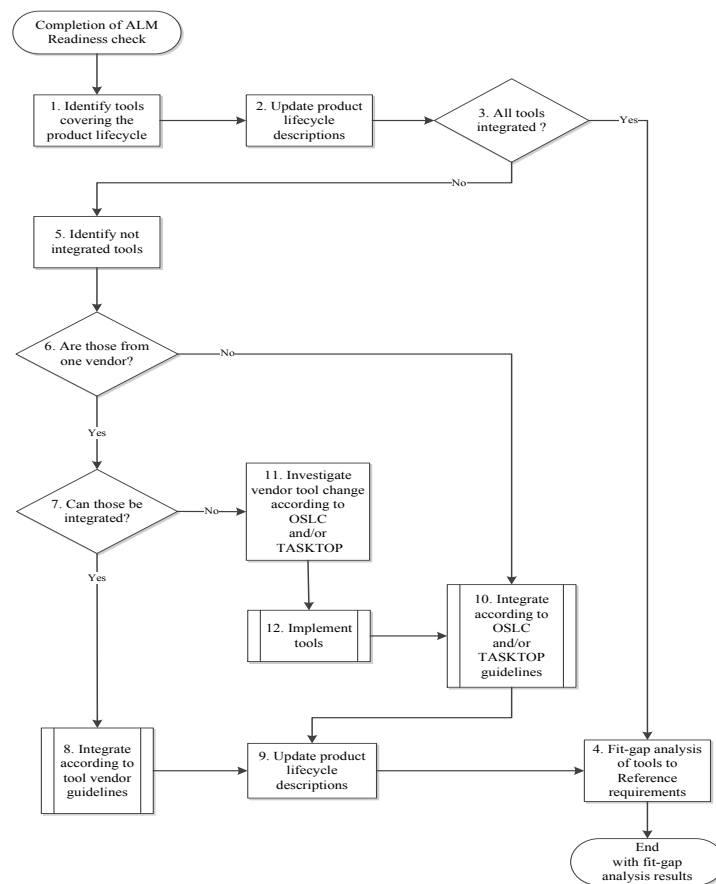 Completion of ALM
Readiness check
1. Identify tools
covering the
product lifecycle
2. Update product
lifecycle
descriptions
3. All tools
integrated ?
Yes
No
5. Identify not
integrated tools
6. Are those from
one vendor?
No
Yes
7. Can those be
integrated?
No
11. Investigate
vendor tool change
according to
OSLC
and/or
TASKTOP
Yes
12. Implement
tools
10. Integrate
according to
OSLC
and/or
TASKTOP
guidelines
8. Integrate
according to
tool vendor
guidelines
9. Update product
lifecycle
descriptions
4. Fit-gap analysis
of tools to
Reference
requirements
End
with fit-gap
analysis results